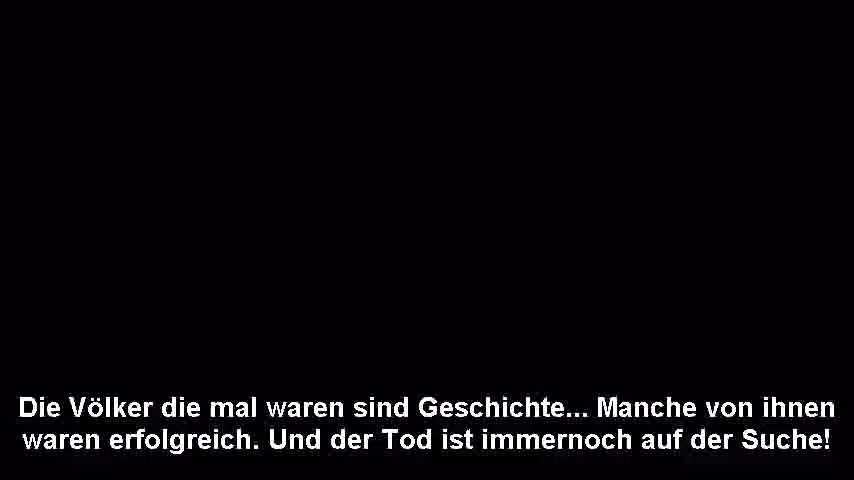 Die Völker die mal waren sind Geschichte... Manche von ihnen
waren erfolgreich. Und der Tod ist immernoch auf der Suche!